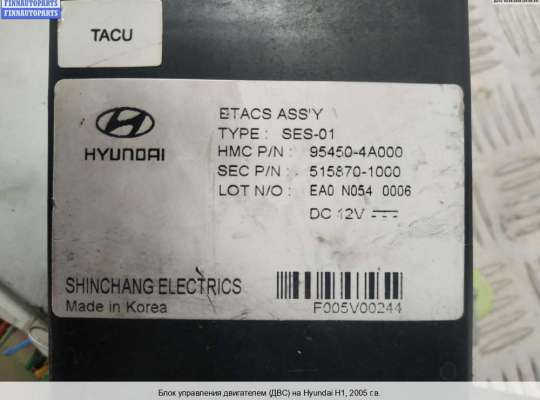 FINNAUTOPARTS
FINNAUTOPARTS
TACU
HYUNDAI
ETACS ASS'Y
TYPE : SES-01
HMC P/N : 95450-4A000
SEC P/N : 515870-1000
LOT N/O : EA0 N054 0006
DC 12V
SHINCHANG ELECTRICS
Made in Korea
F005V00244
Блок управления двигателем (ДВС) на Hyundai H1, 2005 г.в.